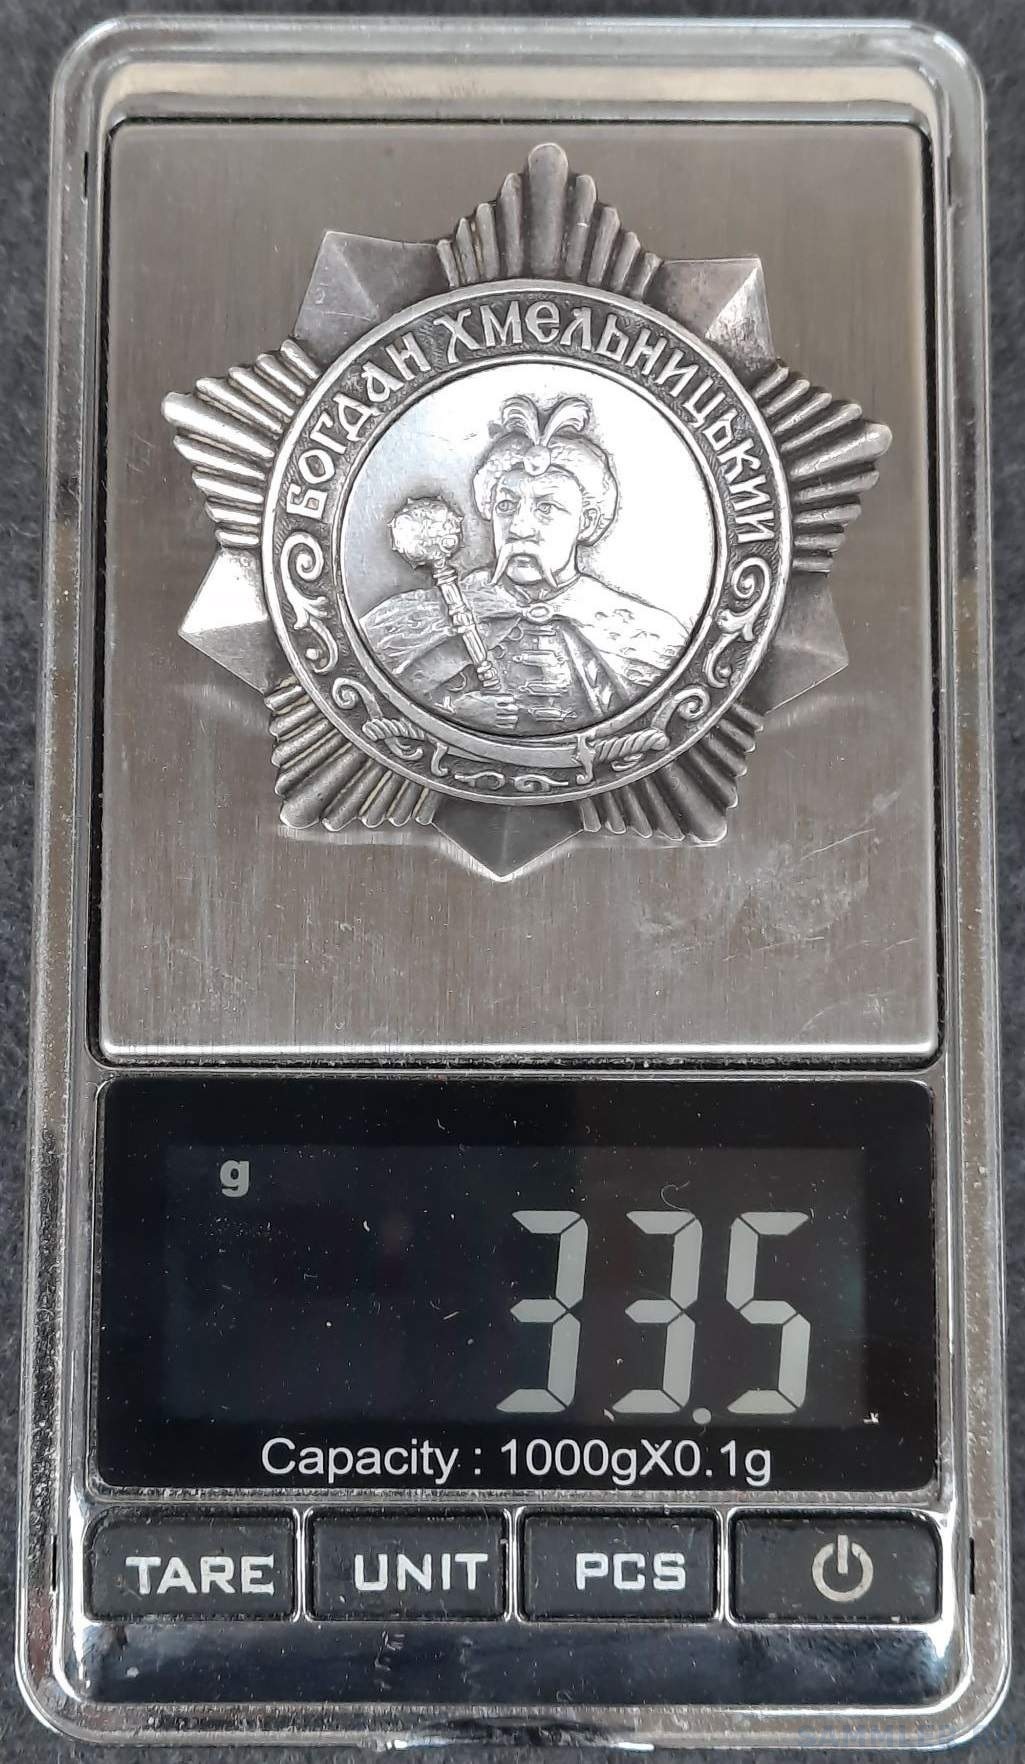 БОГДАН ХМЕЛЬНИЦЬКИЙ
g
33.5
Capacity : 1000gX0.1g
TARE UNIT PCS